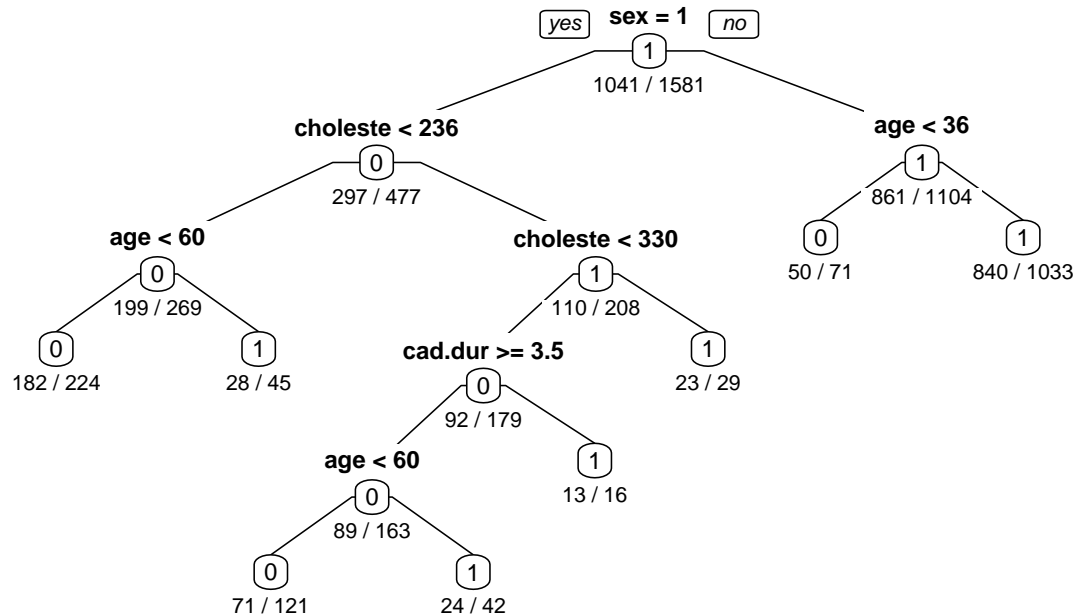 yes sex = 1 no
1
1041 / 1581
choleste < 236 age < 36
0 1
297 / 477 861 / 1104
age < 60 choleste < 330 0 1
50 / 71 840 / 1033
0 1
199 / 269 110 / 208
0 1 cad.dur >= 3.5 1
182 / 224 28 / 45 0 23 / 29
92 / 179
age < 60 1
0 13 / 16
89 / 163
0 1
71 / 121 24 / 42